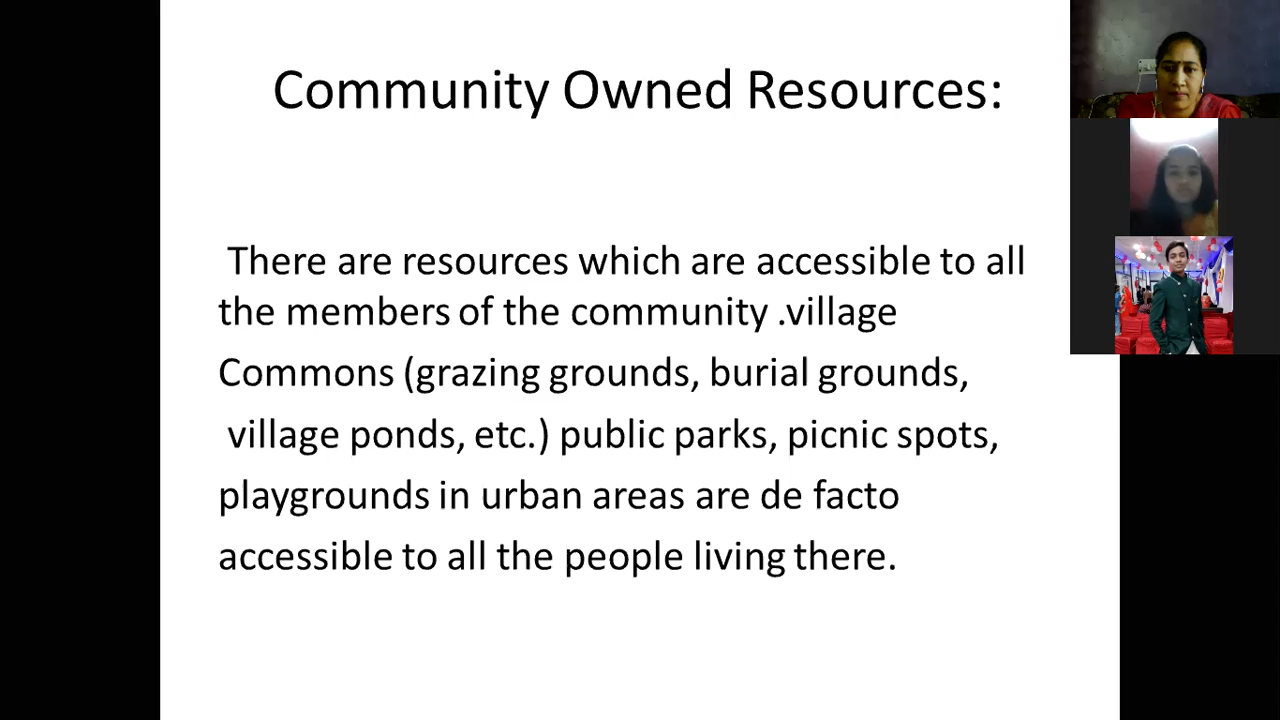 Community Owned Resources:
There are resources which are accessible to all
the members of the community .village
Commons (grazing grounds, burial grounds,
village ponds, etc.) public parks, picnic spots,
playgrounds in urban areas are de facto
accessible to all the people living there.